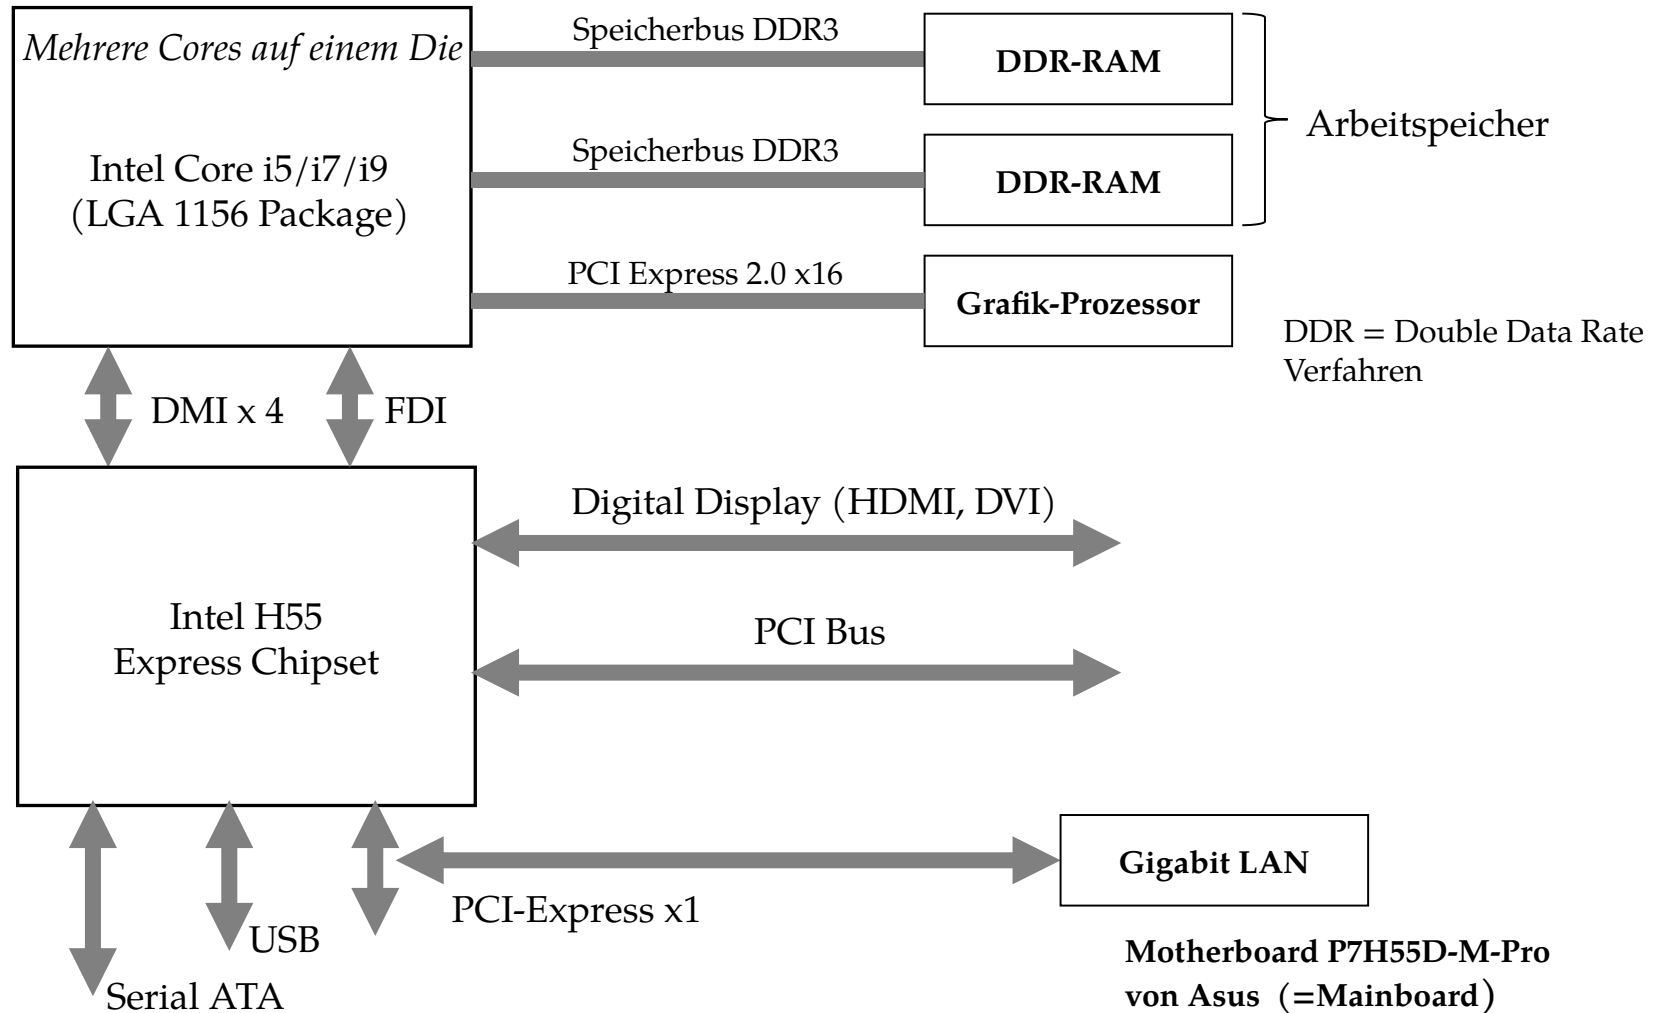 Mehrere Cores auf einem Die
Intel Core i5/i7/i9
(LGA 1156 Package)
Speicherbus DDR3
DDR-RAM
Speicherbus DDR3
DDR-RAM
Arbeitspeicher
PCI Express 2.0 x16
Grafik-Prozessor
DDR = Double Data Rate
Verfahren
DMI x 4
FDI
Intel H55
Express Chipset
Digital Display (HDMI, DVI)
PCI Bus
Gigabit LAN
PCI-Express x1
USB
Serial ATA
Motherboard P7H55D-M-Pro
von Asus (=Mainboard)